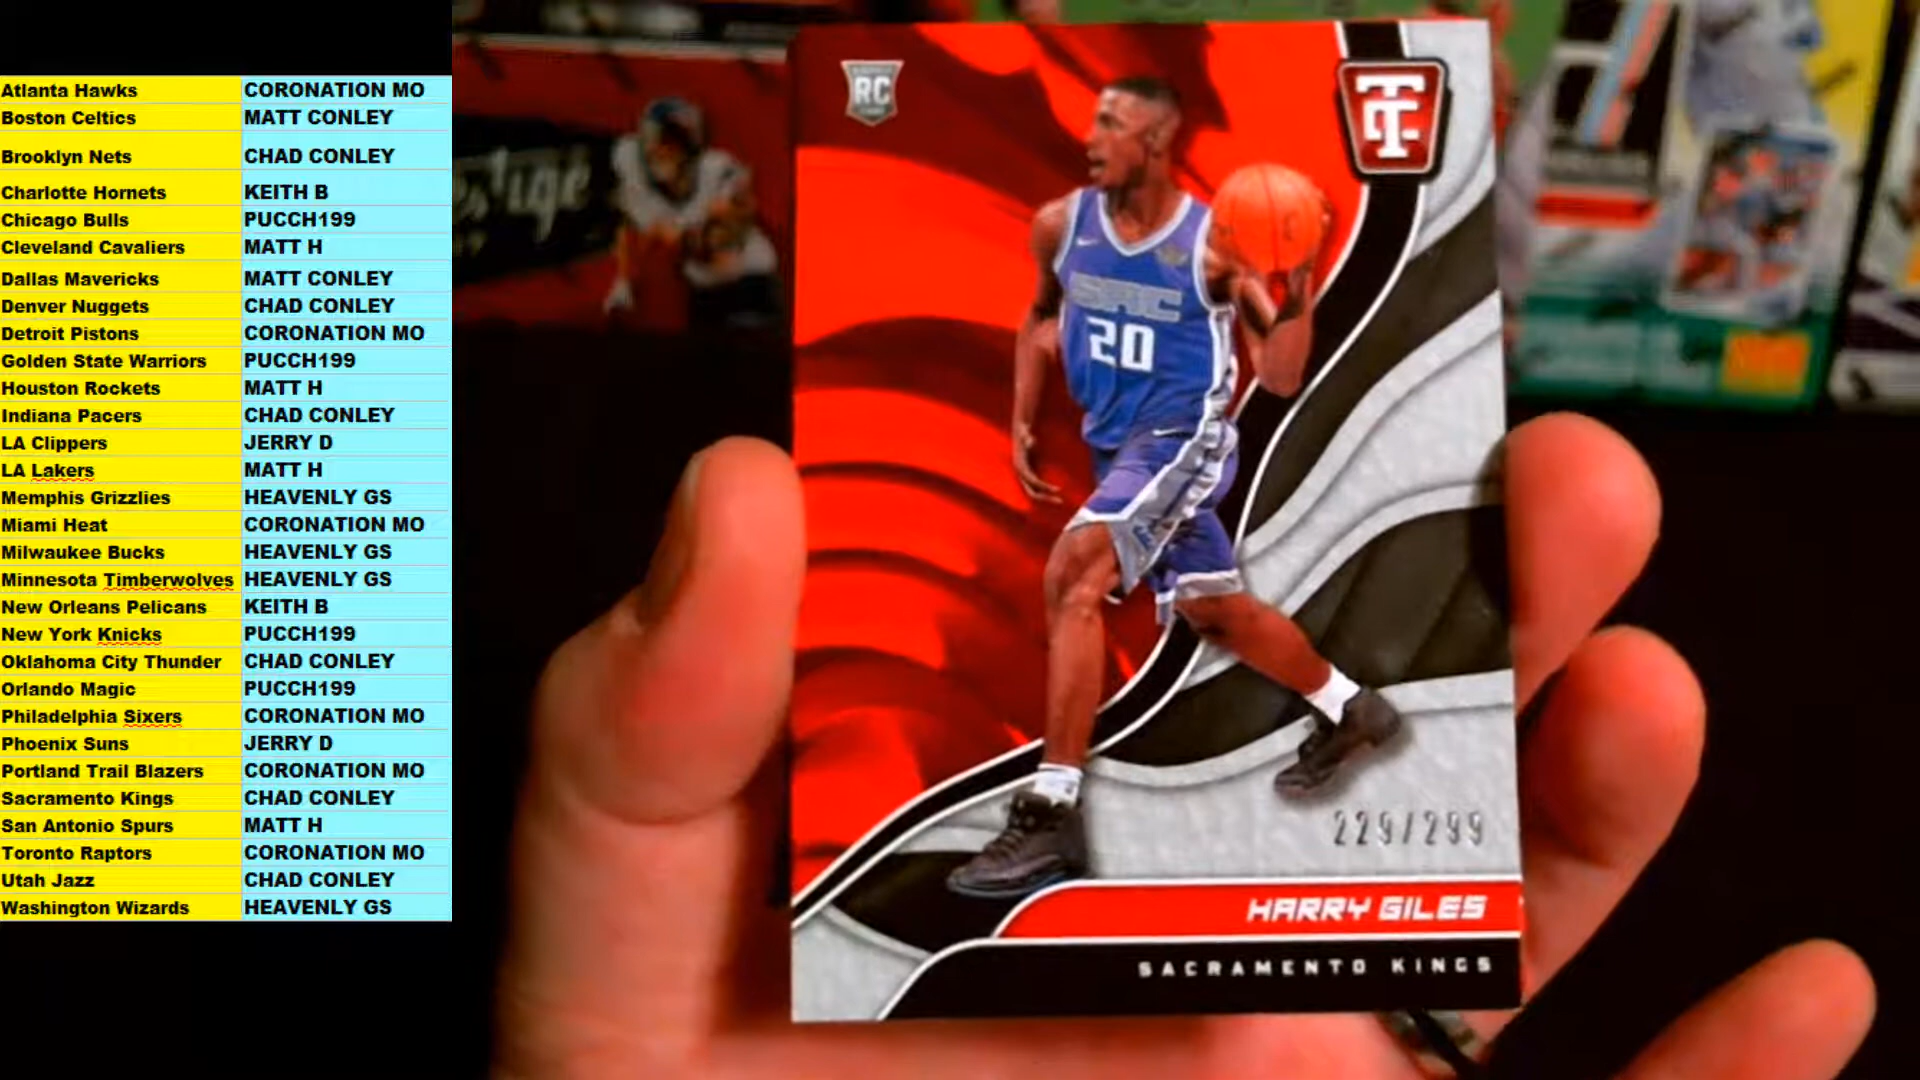 Atlanta Hawks CORONATION MO
Boston Celtics MATT CONLEY
Brooklyn Nets CHAD CONLEY
Charlotte Hornets KEITH B
Chicago Bulls PUCCH199
Cleveland Cavaliers MATT H
Dallas Mavericks MATT CONLEY
Denver Nuggets CHAD CONLEY
Detroit Pistons CORONATION MO
Golden State Warriors PUCCH199
Houston Rockets MATT H
Indiana Pacers CHAD CONLEY
LA Clippers JERRY D
LA Lakers MATT H
Memphis Grizzlies HEAVENLY GS
Miami Heat CORONATION MO
Milwaukee Bucks HEAVENLY GS
Minnesota Timberwolves HEAVENLY GS
New Orleans Pelicans KEITH B
New York Knicks PUCCH199
Oklahoma City Thunder CHAD CONLEY
Orlando Magic PUCCH199
Philadelphia Sixers CORONATION MO
Phoenix Suns JERRY D
Portland Trail Blazers CORONATION MO
Sacramento Kings CHAD CONLEY
San Antonio Spurs MATT H
Toronto Raptors CORONATION MO
Utah Jazz CHAD CONLEY
Washington Wizards HEAVENLY GS
RC
SAC
20
229/299
HARRY GILES
SACRAMENTO KINGS